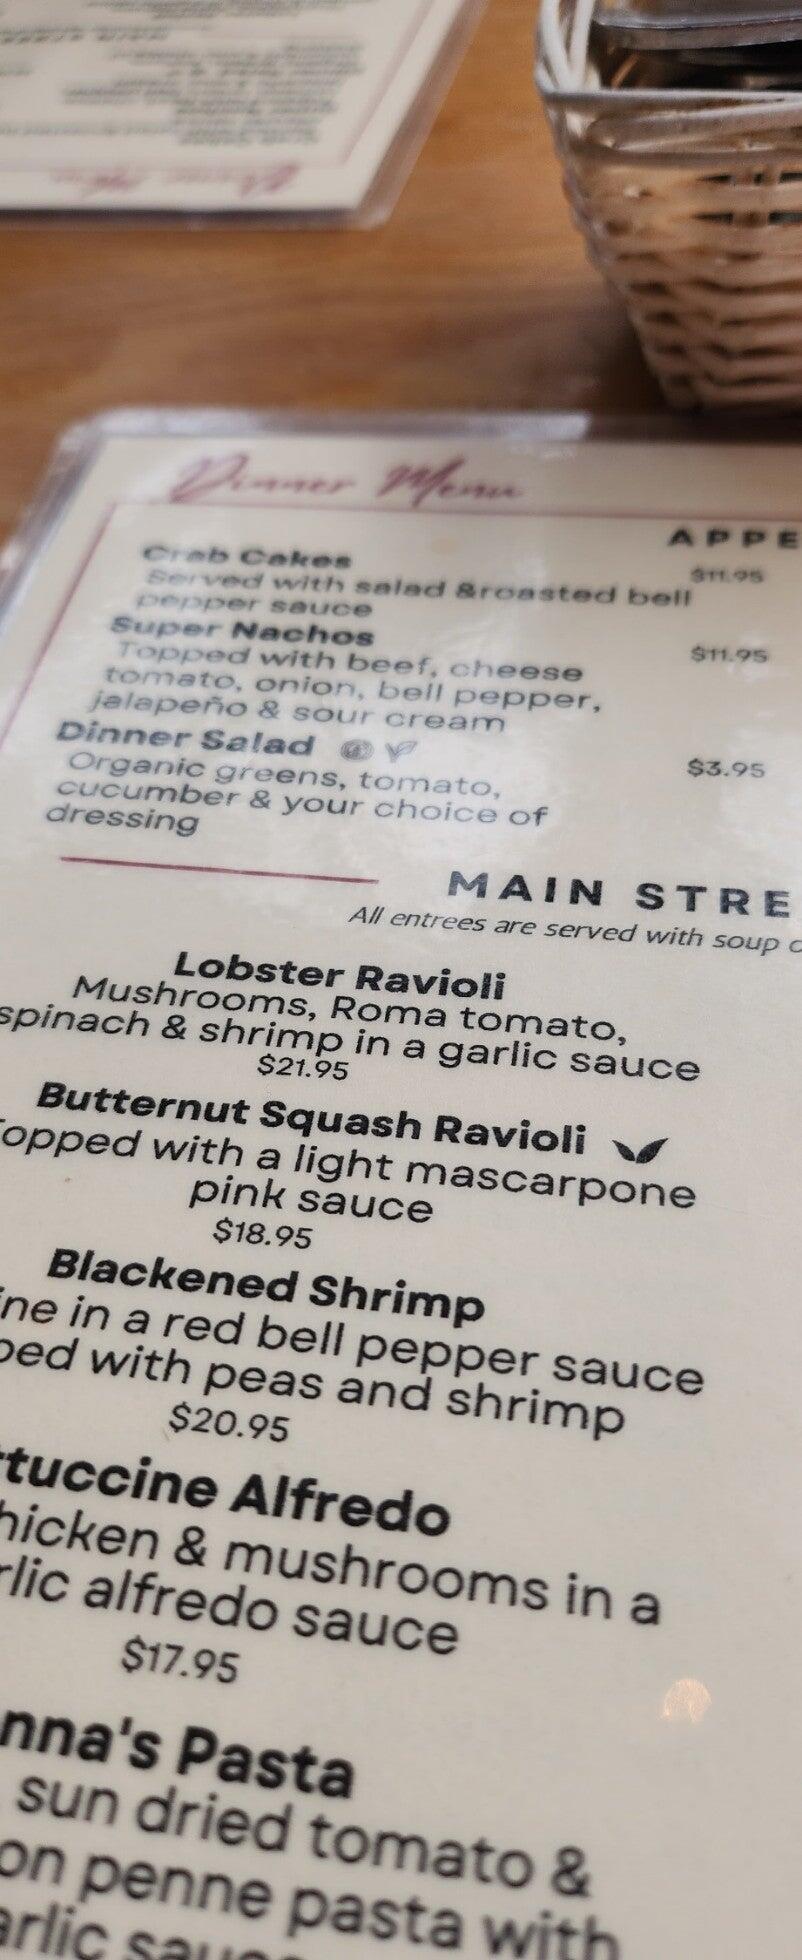 Dinner Menu
APPE
Crab Cakes
$11.95
Served with salad &roasted bell
pepper sauce
Super Nachos
$11.95
Topped with beef, cheese
tomato, onion, bell pepper,
jalapeño & sour cream
Dinner Salad
$3.95
Organic greens, tomato,
cucumber & your choice of
dressing
MAIN STRE
All entrees are served with soup o
Lobster Ravioli
Mushrooms, Roma tomato,
spinach & shrimp in a garlic sauce
$21.95
Butternut Squash Ravioli
opped with a light mascarpone
pink sauce
$18.95
Blackened Shrimp
ine in a red bell pepper sauce
ped with peas and shrimp
$20.95
ttuccine Alfredo
hicken & mushrooms in a
rlic alfredo sauce
$17.95
nna's Pasta
sun dried tomato &
on penne pasta with
arlic sauc